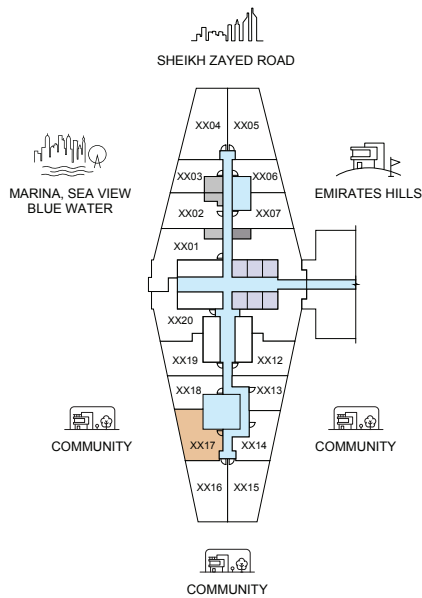 SHEIKH ZAYED ROAD
XX04 XX05
XX03 XX06
MARINA, SEA VIEW
BLUE WATER
EMIRATES HILLS
XX02 XX07
XX01
XX20
XX19 XX12
XX18 XX13
COMMUNITY
COMMUNITY
XX17 XX14
XX16 XX15
COMMUNITY